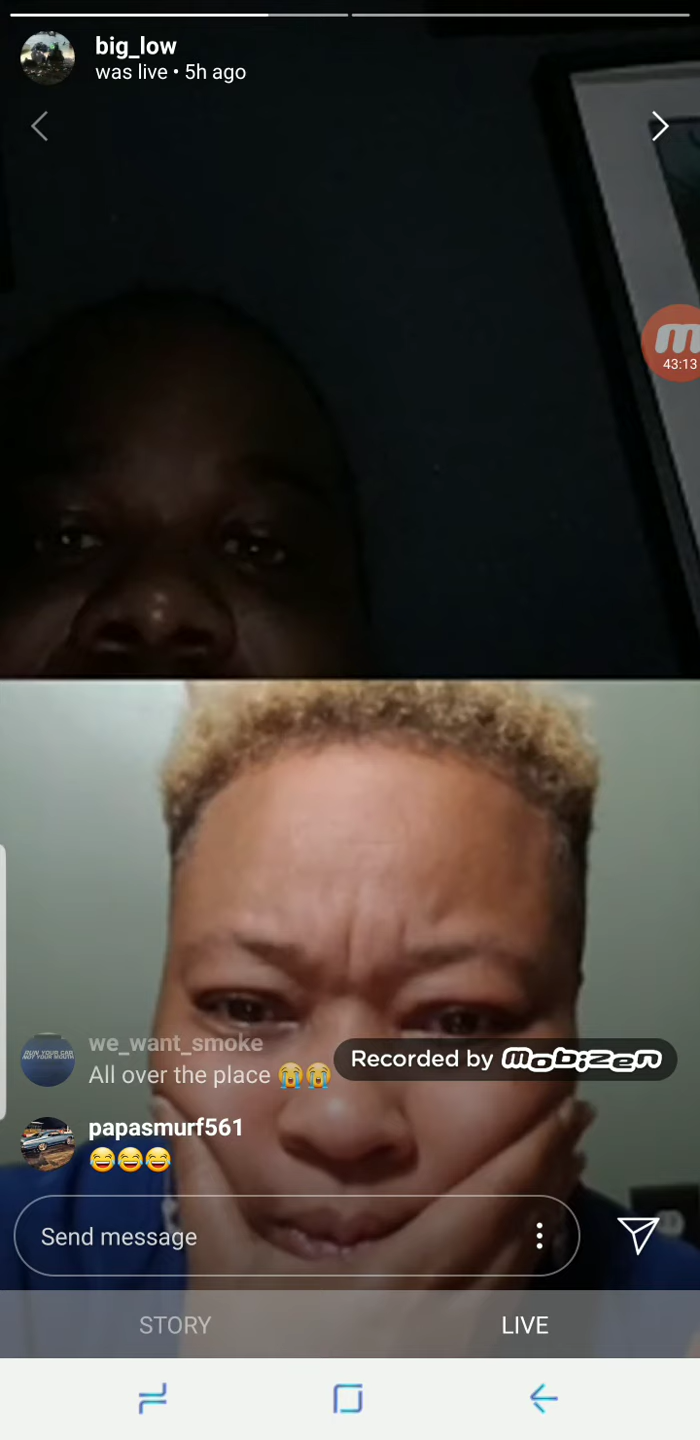 big_low
was live • 5h ago
43:13
we_want_smoke
All over the place 😭😭
Recorded by mobizen
papasmurf561
😂😂😂
Send message
STORY
LIVE